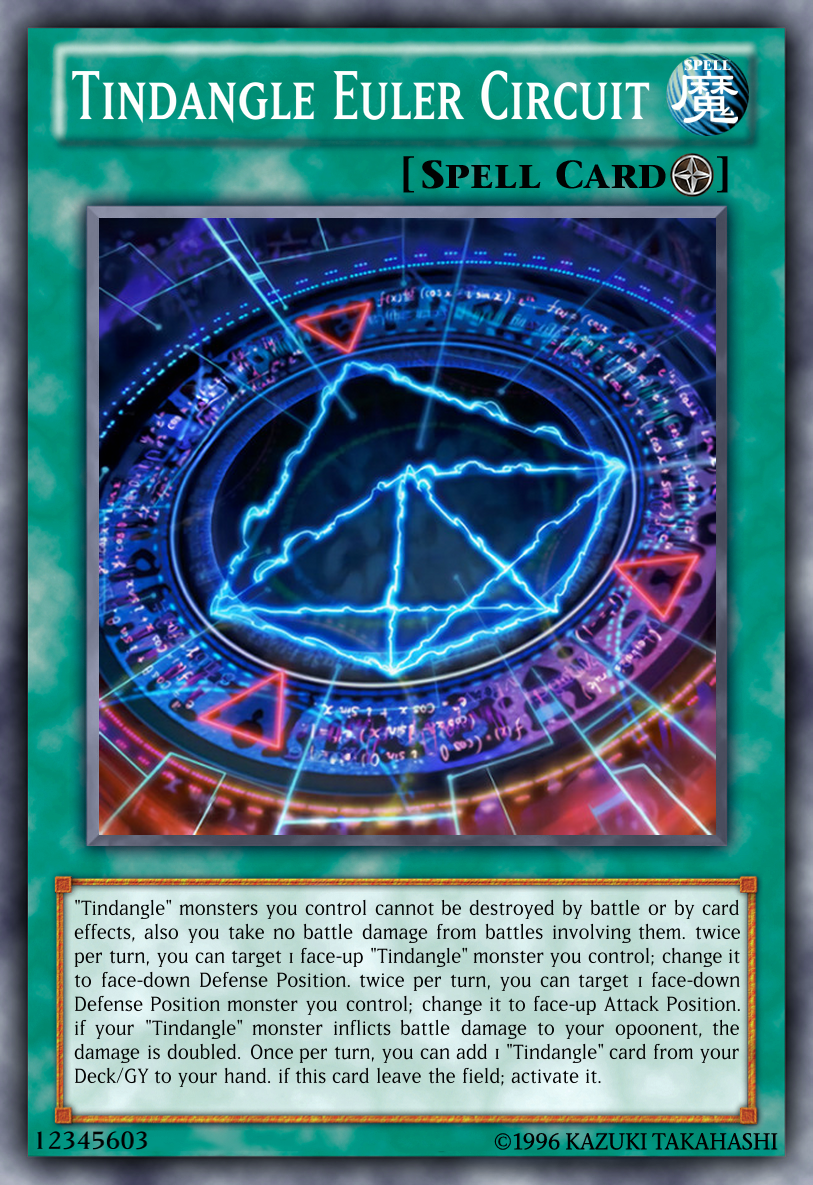 TINDANGLE EULER CIRCUIT
SPELL
魔
[SPELL CARD]
"Tindangle" monsters you control cannot be destroyed by battle or by card
effects, also you take no battle damage from battles involving them. twice
per turn, you can target 1 face-up "Tindangle" monster you control; change it
to face-down Defense Position. twice per turn, you can target 1 face-down
Defense Position monster you control; change it to face-up Attack Position.
if your "Tindangle" monster inflicts battle damage to your opoonent, the
damage is doubled. Once per turn, you can add 1 "Tindangle" card from your
Deck/GY to your hand. if this card leave the field; activate it.
12345603
©1996 KAZUKI TAKAHASHI